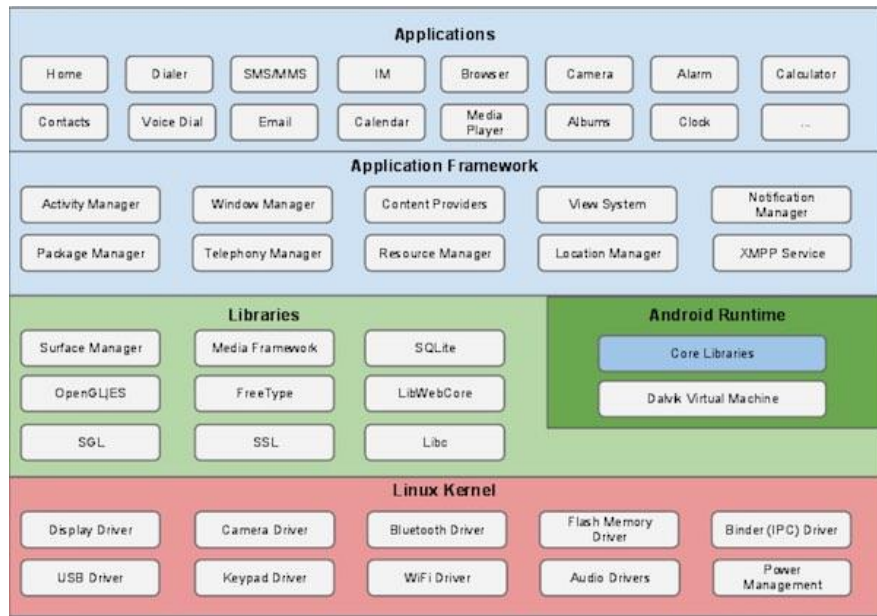 Applications
Home Dialer SMS/MMS IM Browser Camera Alarm Calculator
Contacts Voice Dial Email Calendar Media Player Albums Clock ...
Application Framework
Activity Manager Window Manager Content Providers View System Notification Manager
Package Manager Telephony Manager Resource Manager Location Manager XMPP Service
Libraries Android Runtime
Surface Manager Media Framework SQLite Core Libraries
OpenGL|ES FreeType LibWebCore Dalvik Virtual Machine
SGL SSL Libc
Linux Kernel
Display Driver Camera Driver Bluetooth Driver Flash Memory Driver Binder (IPC) Driver
USB Driver Keypad Driver WiFi Driver Audio Drivers Power Management